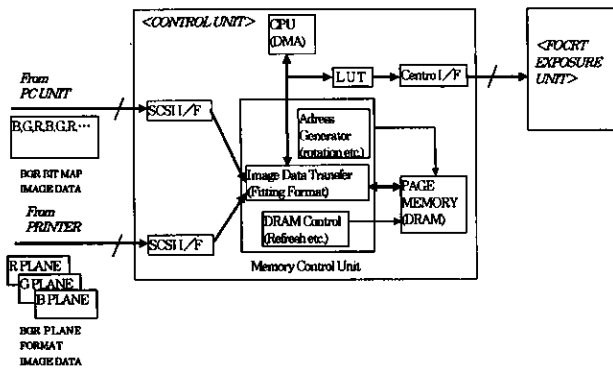 <CONTROL UNIT>
CPU
(DMA)
<FOCRT
EXPOSURE
UNIT>
LUT
Centro I/F
From
PC UNIT
SCSI I/F
B,G,R,B,G,R…
BGR BIT MAP
IMAGE DATA
Adress
Generator
(rotation etc.)
Image Data Transfer
(Fitting Format)
PAGE
MEMORY
(DRAM)
DRAM Control
(Refresh etc.)
From
PRINTER
SCSI I/F
Memory Control Unit
R PLANE
G PLANE
B PLANE
BGR PLANE
FORMAT
IMAGE DATA